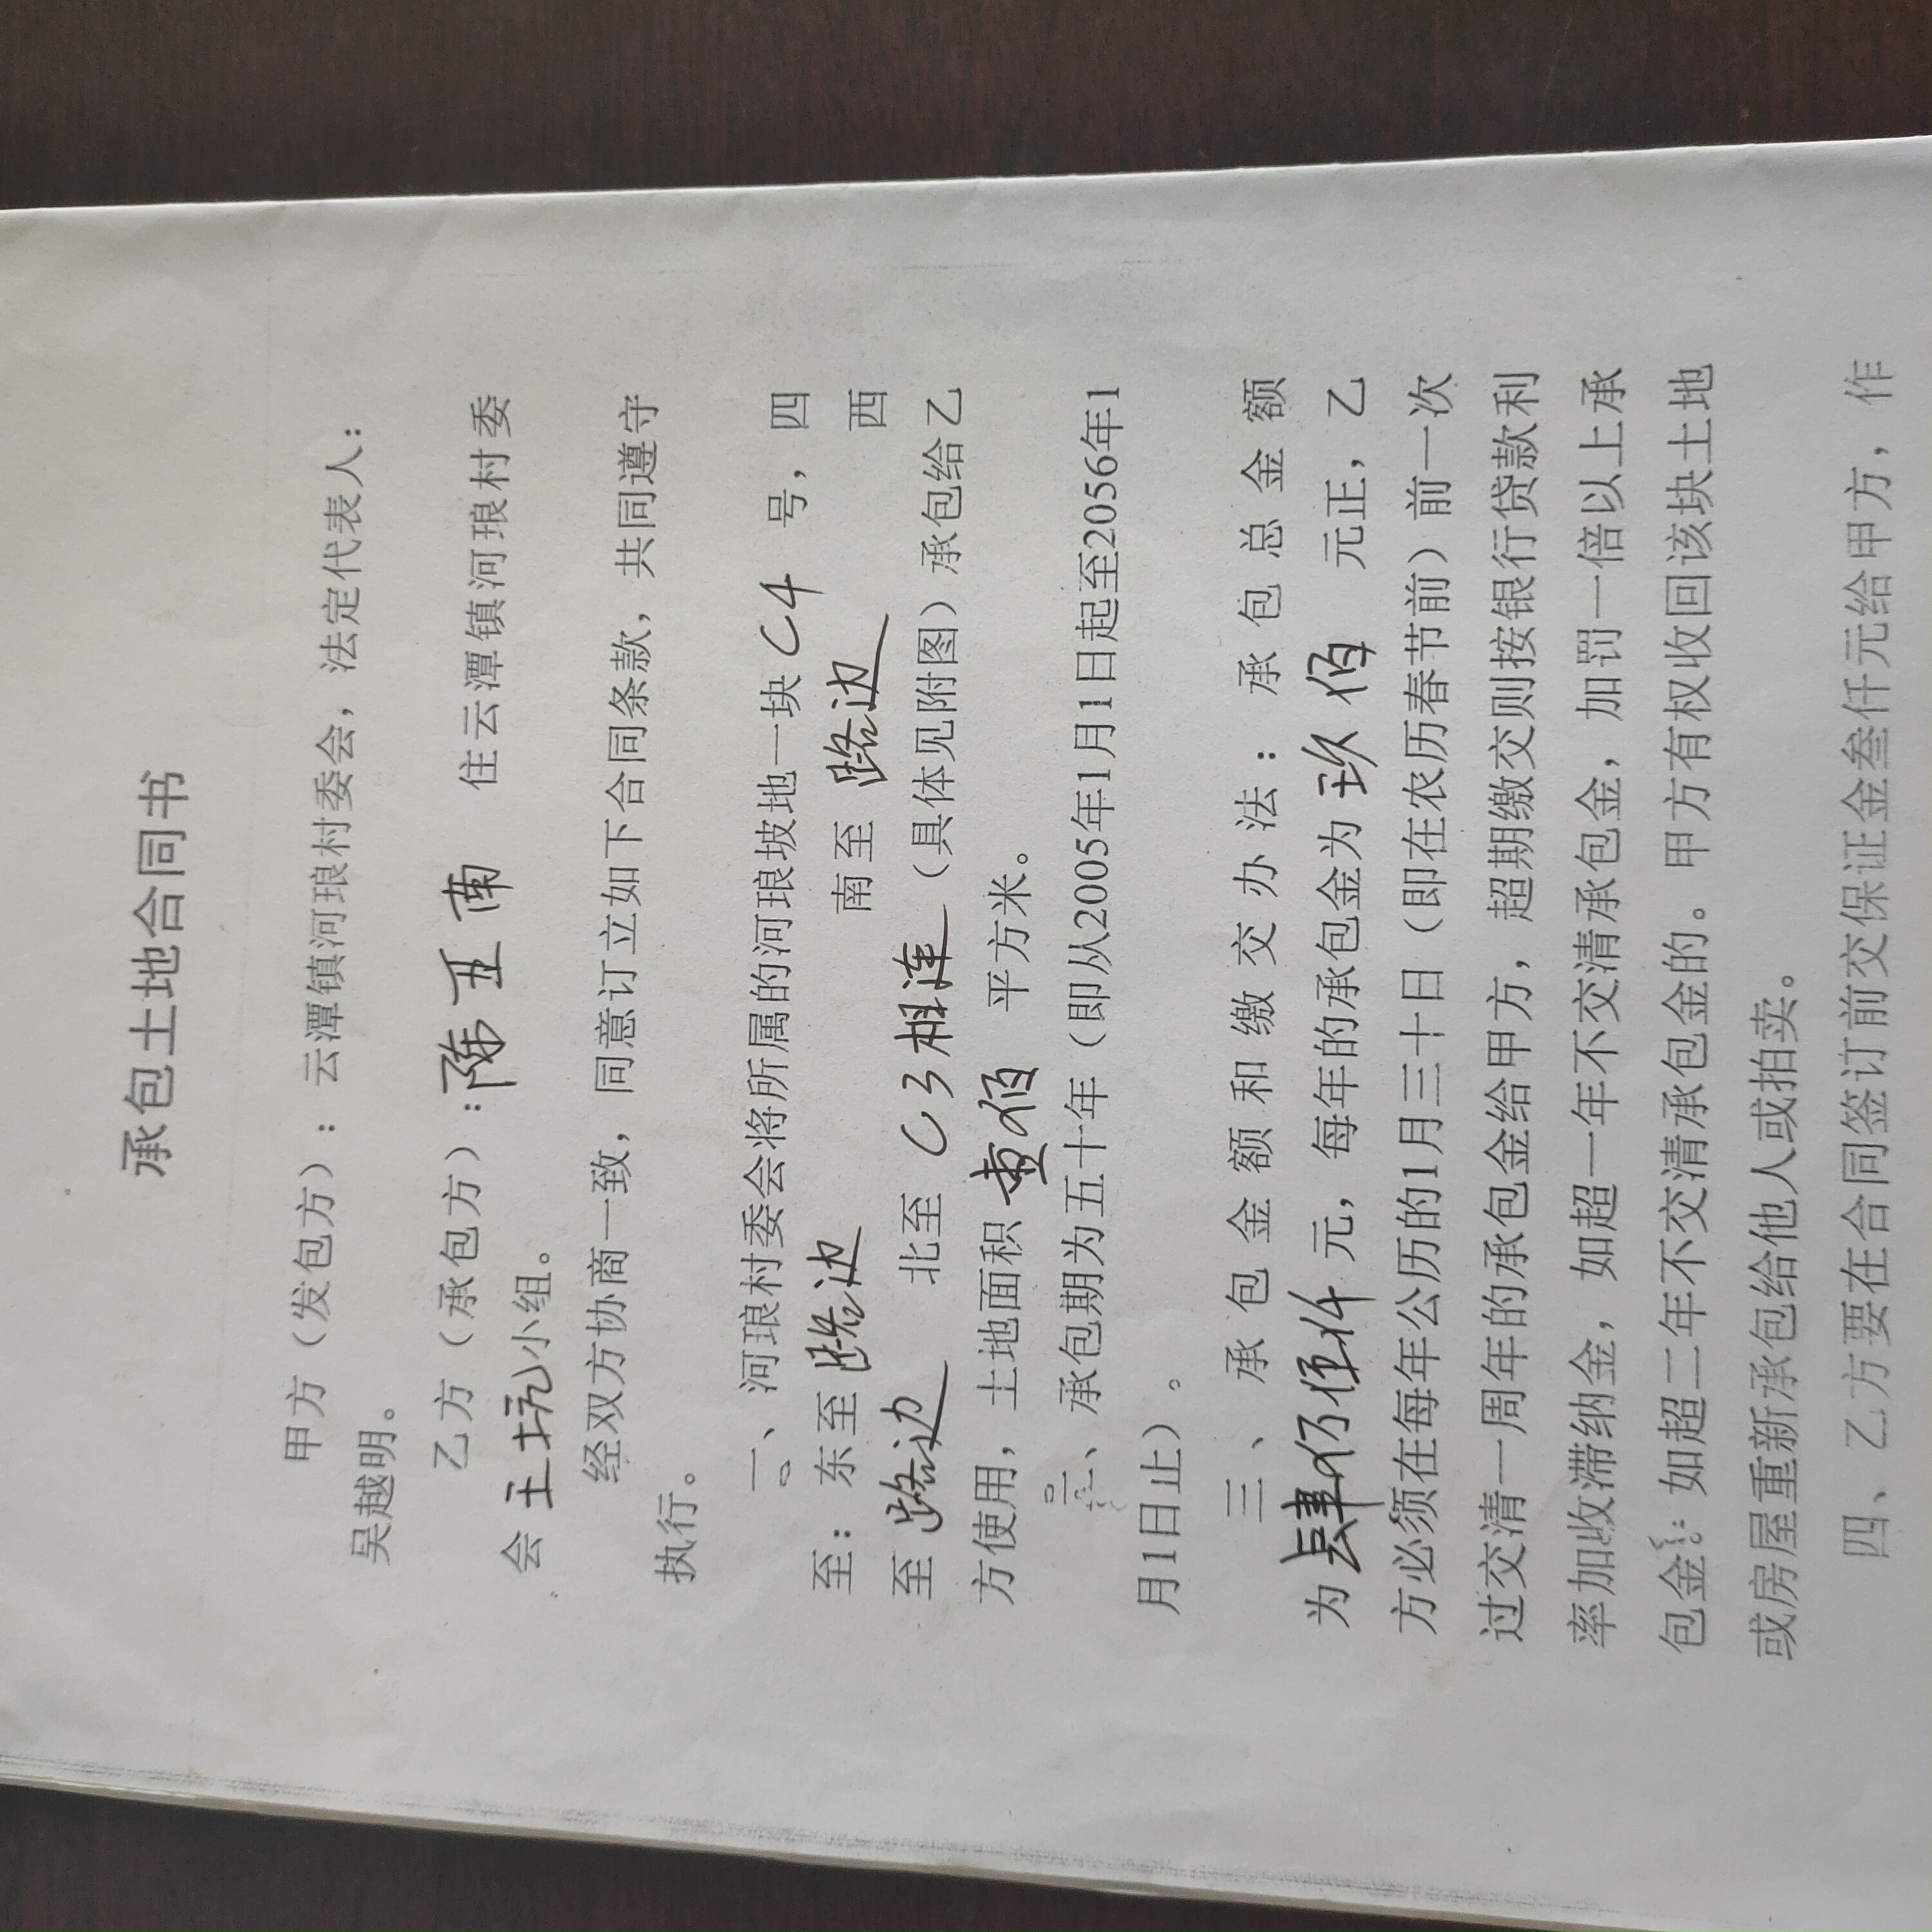 承包土地合同书
甲方（发包方）：云潭镇河琅村委会，法定代表人：
吴越明。
乙方（承包方）：陈亚南 住云潭镇河琅村委
会 土坑小组。
经双方协商一致，同意订立如下合同条款，共同遵守
执行。
一、河琅村委会将所属的河琅坡地一块 C4 号，四
至：东至 路边 南至 路边 西
至 路边 北至 C3相连（具体见附图）承包给乙
方使用，土地面积 壹佰 平方米。
二、承包期为五十年（即从2005年1月1日起至2056年1
月1日止）。
三、承包金额和缴交办法：承包总金额
为 肆仍伍仟 元，每年的承包金为 玖佰 元正，乙
方必须在每年公历的1月三十日（即在农历春节前）前一次
过交清一周年的承包金给甲方，超期缴交则按银行贷款利
率加收滞纳金，如超一年不交清承包金，加罚一倍以上承
包金；如超二年不交清承包金的。甲方有权收回该块土地
或房屋重新承包给他人或拍卖。
四、乙方要在合同签订前交保证金叁仟元给甲方，作